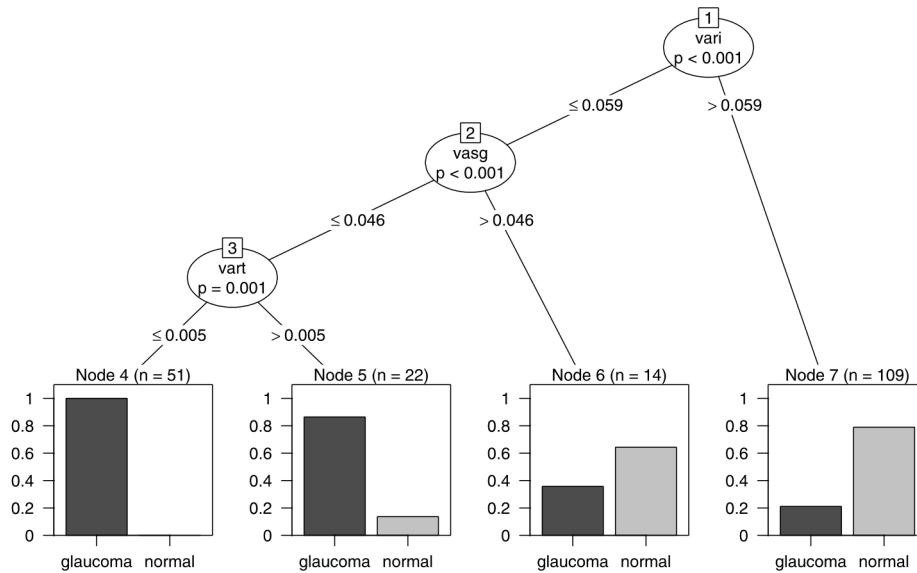 1
vari
p < 0.001
≤ 0.059
> 0.059
2
vasg
p < 0.001
≤ 0.046
> 0.046
3
vart
p = 0.001
≤ 0.005
> 0.005
Node 4 (n = 51)
1
0.8
0.6
0.4
0.2
0
glaucoma normal
Node 5 (n = 22)
1
0.8
0.6
0.4
0.2
0
glaucoma normal
Node 6 (n = 14)
1
0.8
0.6
0.4
0.2
0
glaucoma normal
Node 7 (n = 109)
1
0.8
0.6
0.4
0.2
0
glaucoma normal